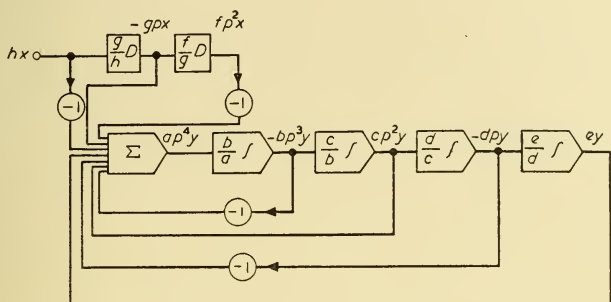 -gpx
fp²x
hx
g/h D
f/g D
-1
-1
Σ
ap⁴y
b/a ∫
-bp³y
c/b ∫
cp²y
d/c ∫
-dpy
e/d ∫
ey
-1
-1